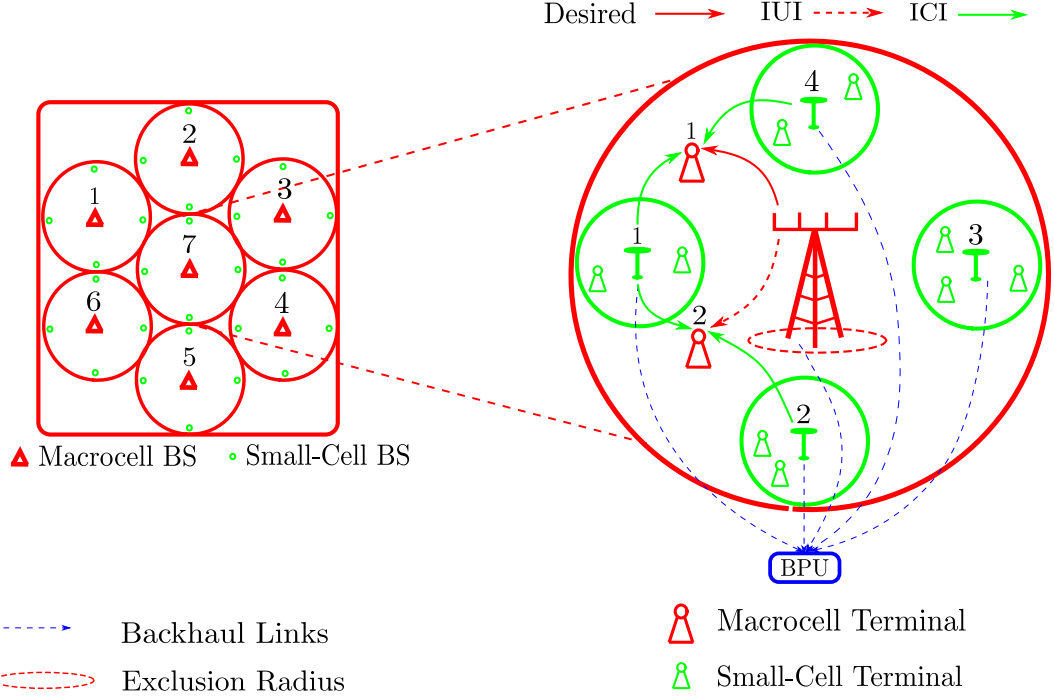 Desired IUI ICI
4
2
1
1 3
1 3
7
6 4
2
5
2
Macrocell BS Small-Cell BS
BPU
Backhaul Links Macrocell Terminal
Exclusion Radius Small-Cell Terminal